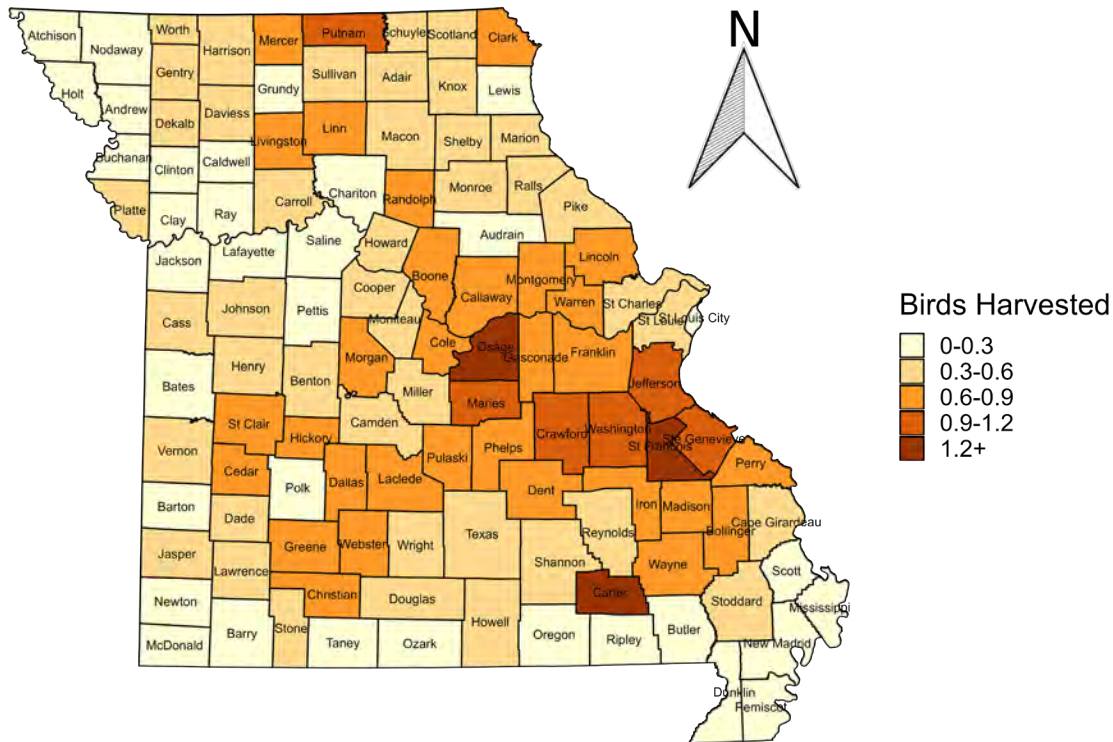 N
Atchison
Nodaway
Worth
Harrison
Mercer
Putnam
Schuyler
Scotland
Clark
Gentry
Sullivan
Adair
Knox
Lewis
Holt
Andrew
Grundy
Dekalb
Daviess
Livingston
Linn
Macon
Shelby
Marion
Buchanan
Clinton
Caldwell
Chariton
Monroe
Ralls
Platte
Clay
Ray
Carroll
Randolph
Pike
Audrain
Jackson
Lafayette
Saline
Howard
Boone
Callaway
Montgomery
Lincoln
Cass
Johnson
Pettis
Cooper
Moniteau
Warren
St Charles
St Louis
St Louis City
Bates
Henry
Benton
Morgan
Cole
Osage
Gasconade
Franklin
Jefferson
Miller
Maries
Camden
Vernon
St Clair
Hickory
Pulaski
Phelps
Crawford
Washington
St Francois
Ste Genevieve
Perry
Cedar
Polk
Dallas
Laclede
Dent
Iron
Madison
Bollinger
Cape Girardeau
Barton
Dade
Greene
Webster
Wright
Texas
Reynolds
Shannon
Wayne
Jasper
Lawrence
Christian
Douglas
Howell
Carter
Stoddard
Scott
Mississippi
Newton
McDonald
Barry
Stone
Taney
Ozark
Oregon
Ripley
Butler
New Madrid
Dunklin
Pemiscot
Birds Harvested
0-0.3
0.3-0.6
0.6-0.9
0.9-1.2
1.2+